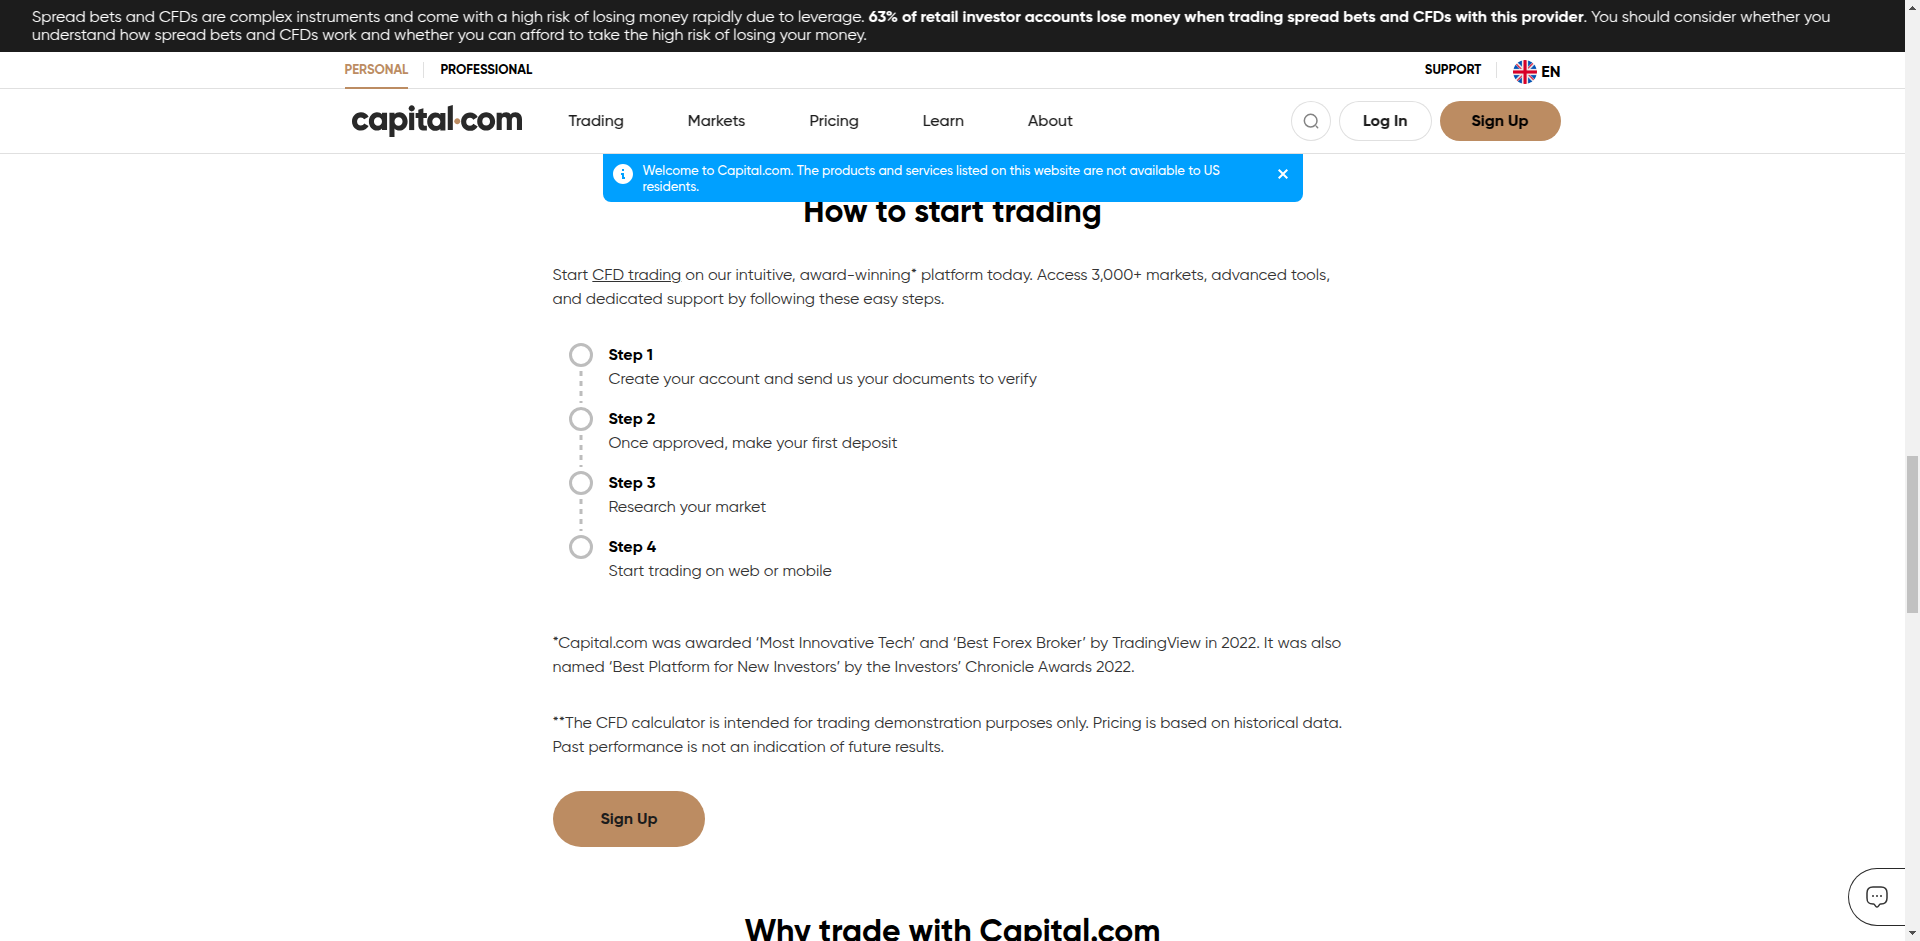 Spread bets and CFDs are complex instruments and come with a high risk of losing money rapidly due to leverage. 63% of retail investor accounts lose money when trading spread bets and CFDs with this provider. You should consider whether you
understand how spread bets and CFDs work and whether you can afford to take the high risk of losing your money.
PERSONAL PROFESSIONAL SUPPORT EN
capital.com Trading Markets Pricing Learn About Log In Sign Up
Welcome to Capital.com. The products and services listed on this website are not available to US
residents.
How to start trading
Start CFD trading on our intuitive, award-winning* platform today. Access 3,000+ markets, advanced tools,
and dedicated support by following these easy steps.
Step 1
Create your account and send us your documents to verify
Step 2
Once approved, make your first deposit
Step 3
Research your market
Step 4
Start trading on web or mobile
*Capital.com was awarded ‘Most Innovative Tech’ and ‘Best Forex Broker’ by TradingView in 2022. It was also
named ‘Best Platform for New Investors’ by the Investors’ Chronicle Awards 2022.
**The CFD calculator is intended for trading demonstration purposes only. Pricing is based on historical data.
Past performance is not an indication of future results.
Sign Up
Why trade with Capital.com